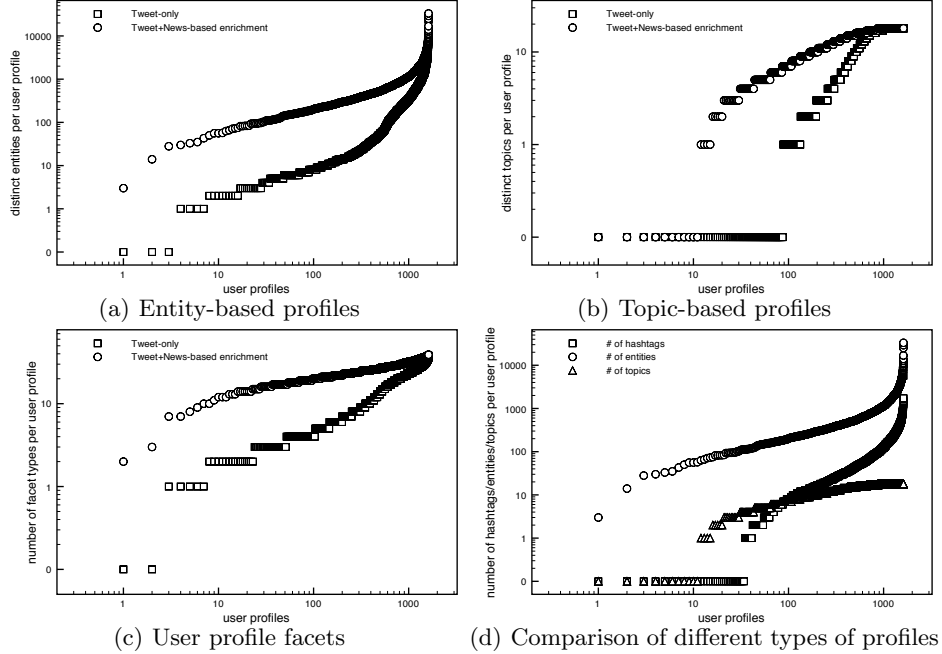 Tweet-only
Tweet+News-based enrichment
distinct entities per user profile
10000
1000
100
10
1
0
1
10
100
1000
user profiles
(a) Entity-based profiles
Tweet-only
Tweet+News-based enrichment
distinct topics per user profile
10
1
0
1
10
100
1000
user profiles
(b) Topic-based profiles
Tweet-only
Tweet+News-based enrichment
number of facet types per user profile
10
1
0
1
10
100
1000
user profiles
(c) User profile facets
# of hashtags
# of entities
# of topics
number of hashtags/entities/topics per user profile
10000
1000
100
10
1
0
1
10
100
1000
user profiles
(d) Comparison of different types of profiles